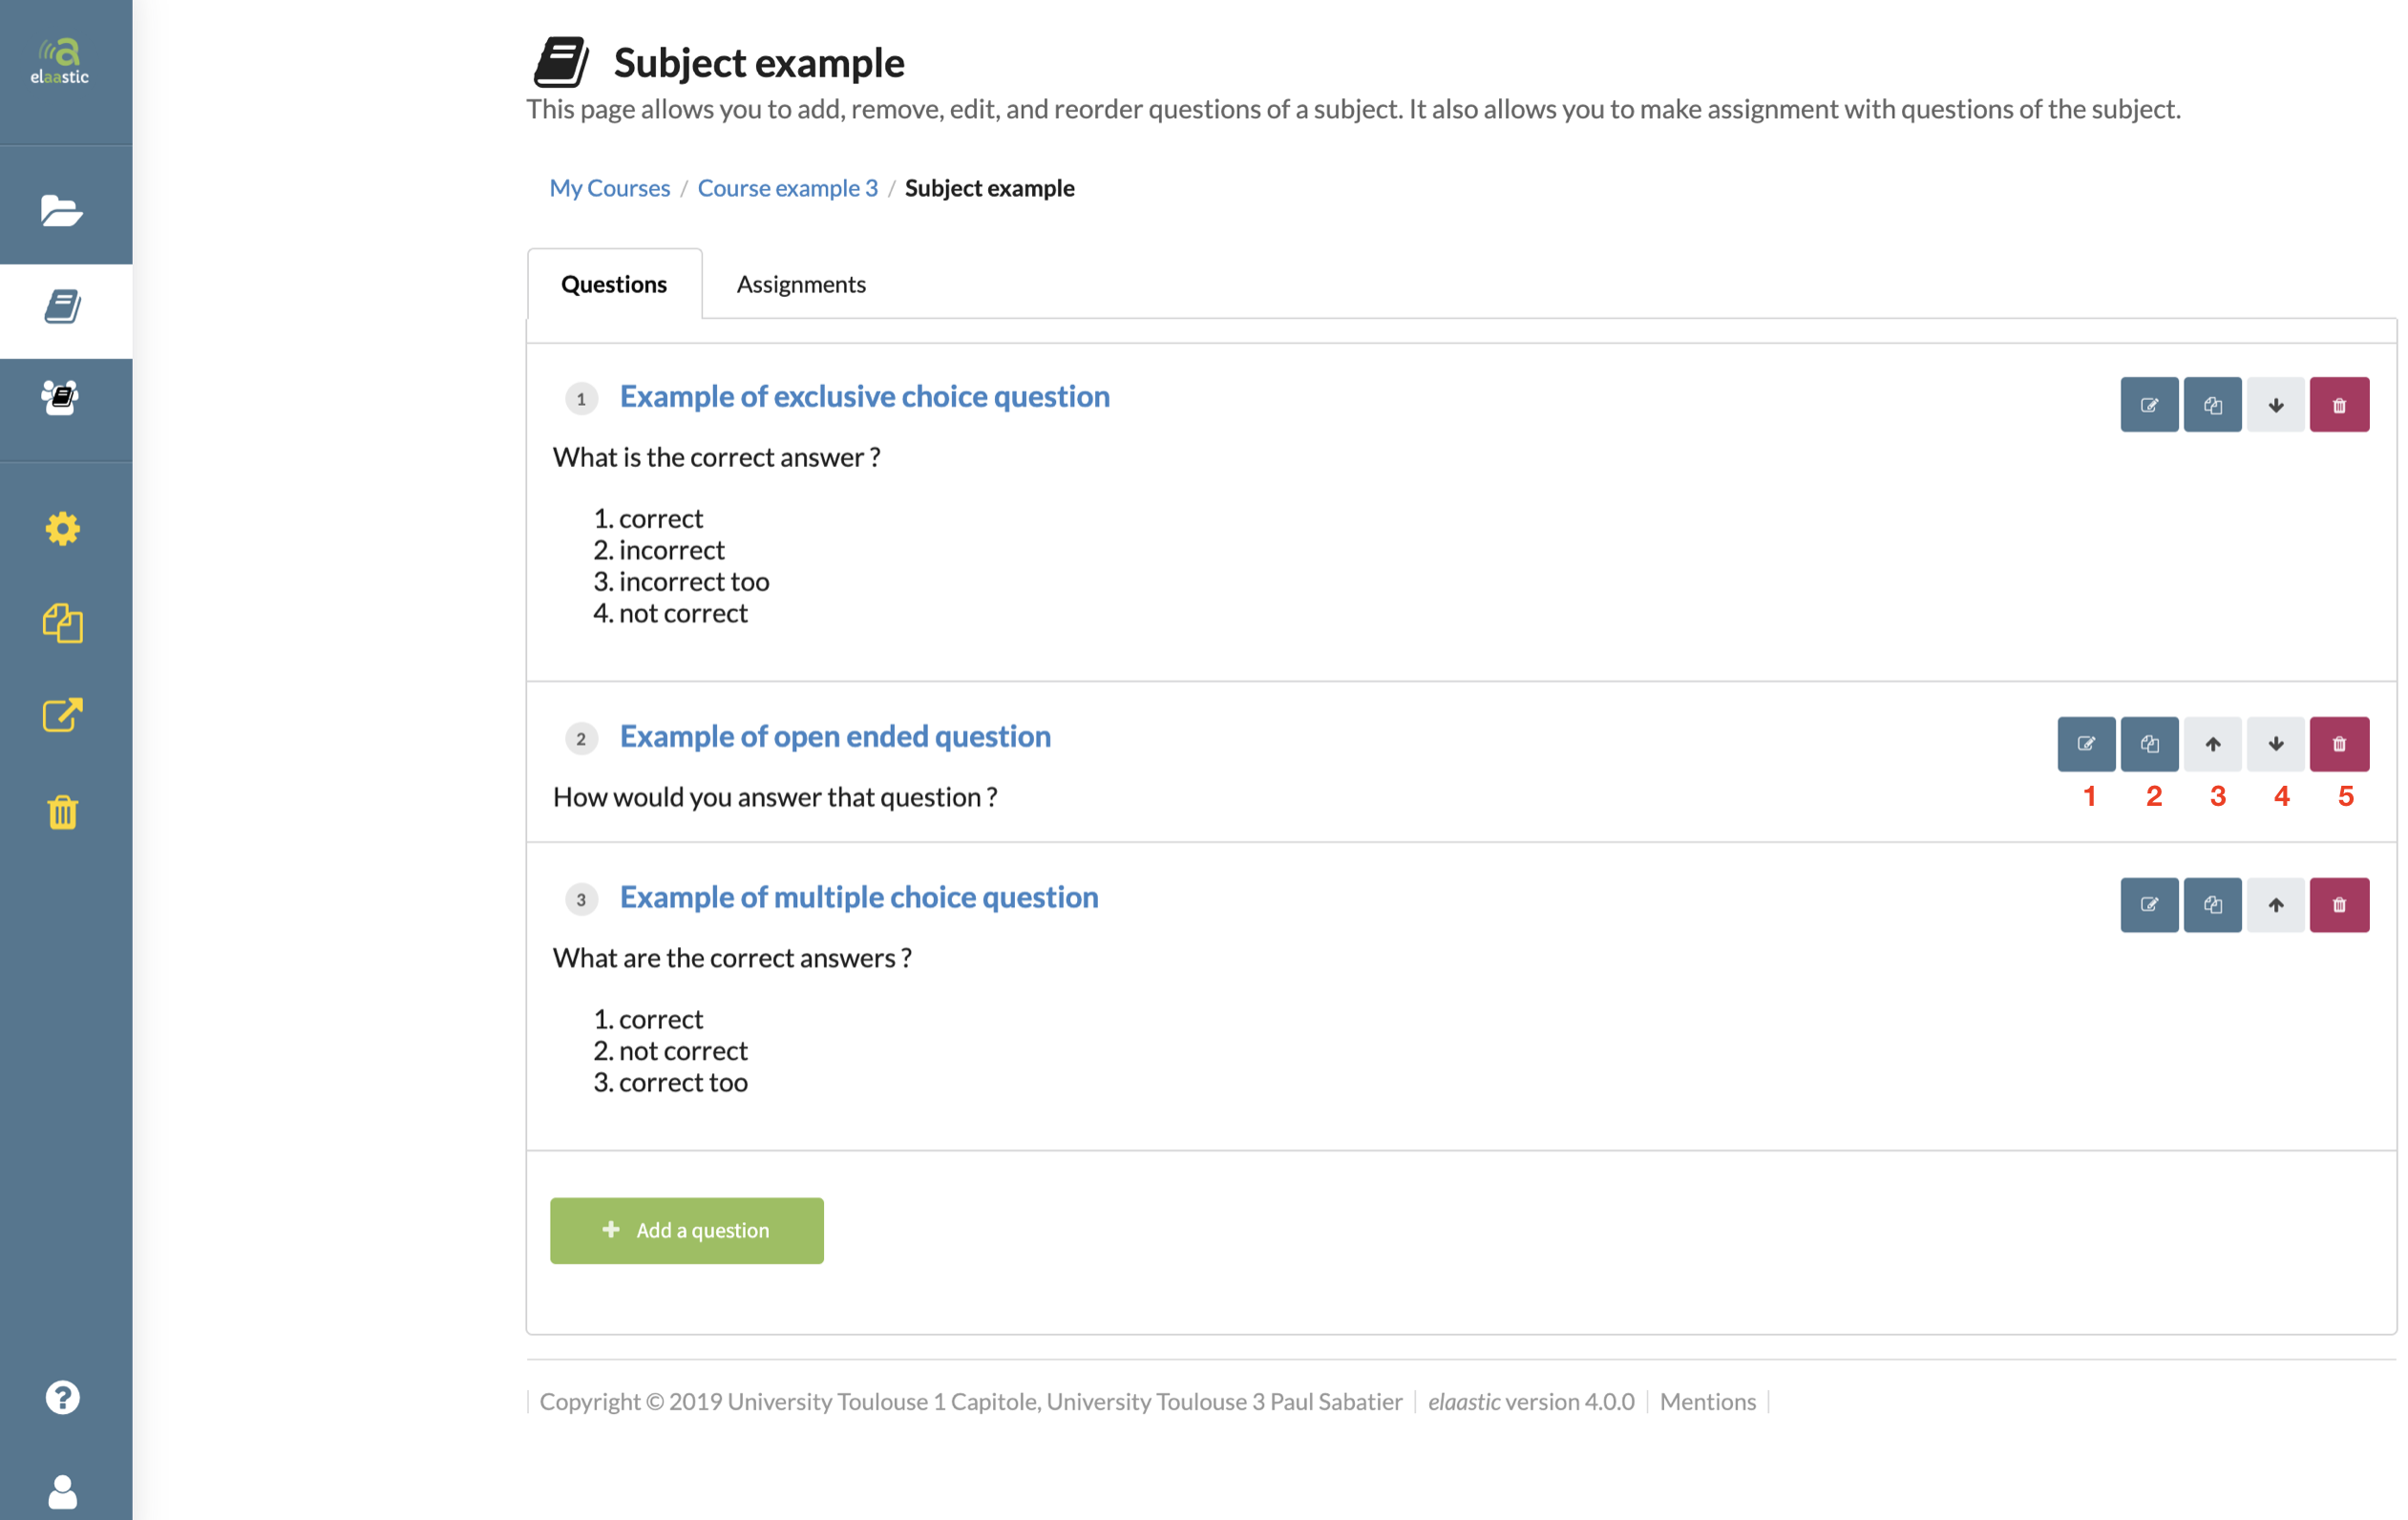 elaastic
Subject example
This page allows you to add, remove, edit, and reorder questions of a subject. It also allows you to make assignment with questions of the subject.
My Courses / Course example 3 / Subject example
Questions Assignments
1 Example of exclusive choice question
What is the correct answer ?
1. correct
2. incorrect
3. incorrect too
4. not correct
2 Example of open ended question
How would you answer that question ?
1 2 3 4 5
3 Example of multiple choice question
What are the correct answers ?
1. correct
2. not correct
3. correct too
+ Add a question
Copyright © 2019 University Toulouse 1 Capitole, University Toulouse 3 Paul Sabatier | elaastic version 4.0.0 | Mentions